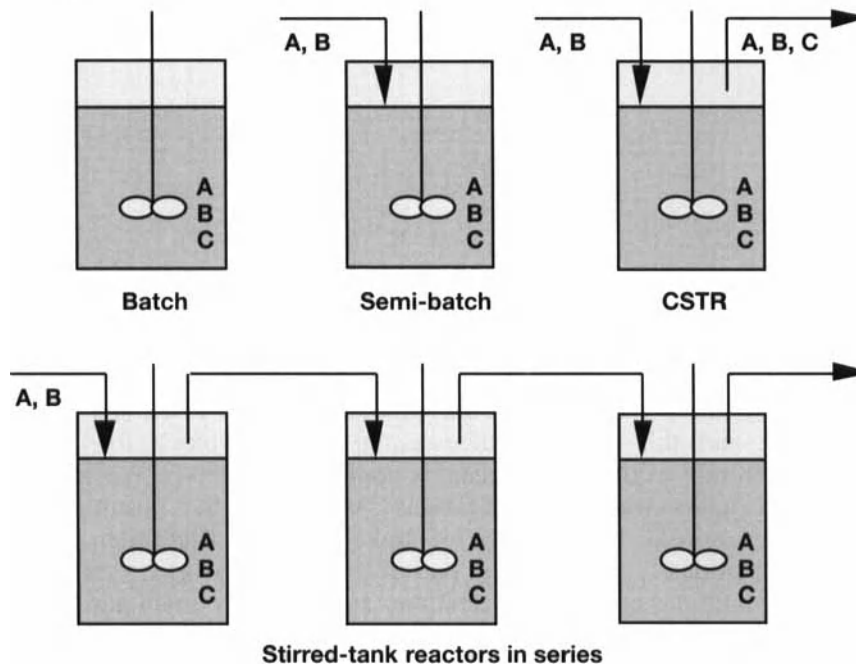 A, B
A, B
A, B, C
A
B
C
A
B
C
A
B
C
Batch
Semi-batch
CSTR
A, B
A
B
C
A
B
C
A
B
C
Stirred-tank reactors in series